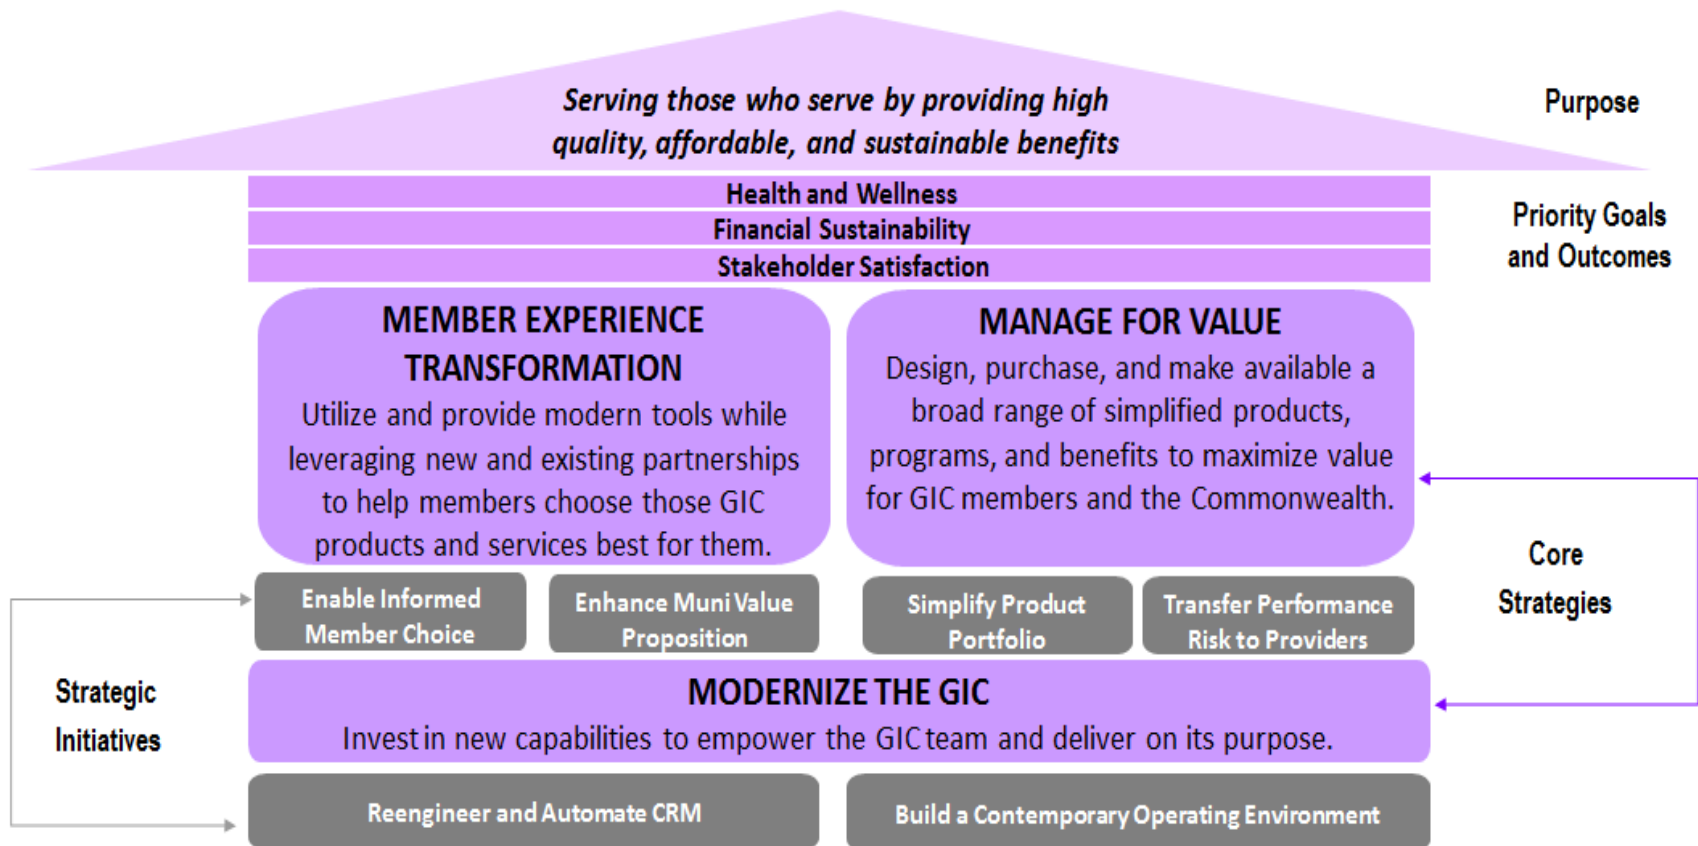 Serving those who serve by providing high
quality, affordable, and sustainable benefits
Purpose
Health and Wellness
Financial Sustainability
Stakeholder Satisfaction
Priority Goals
and Outcomes
MEMBER EXPERIENCE
TRANSFORMATION
Utilize and provide modern tools while
leveraging new and existing partnerships
to help members choose those GIC
products and services best for them.
MANAGE FOR VALUE
Design, purchase, and make available a
broad range of simplified products,
programs, and benefits to maximize value
for GIC members and the Commonwealth.
Core
Strategies
Enable Informed
Member Choice
Enhance Muni Value
Proposition
Simplify Product
Portfolio
Transfer Performance
Risk to Providers
Strategic
Initiatives
MODERNIZE THE GIC
Invest in new capabilities to empower the GIC team and deliver on its purpose.
Reengineer and Automate CRM
Build a Contemporary Operating Environment